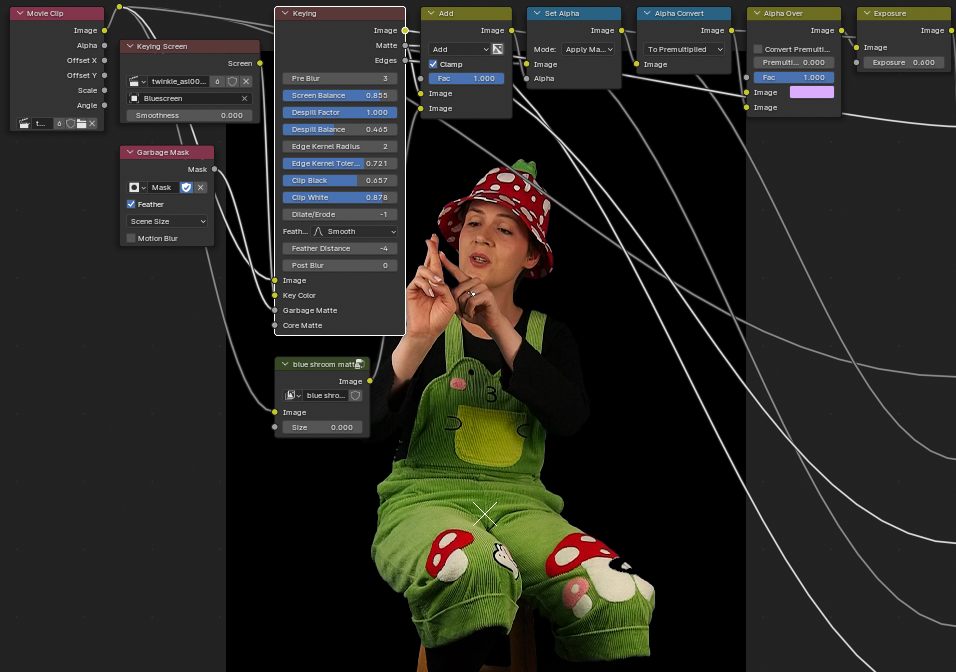 Movie Clip
Image
Alpha
Offset X
Offset Y
Scale
Angle
t...
6
Keying Screen
Screen
twinkle_asl00...
6
Bluescreen
Smoothness 0.000
Garbage Mask
Mask
Mask
Feather
Scene Size
Motion Blur
Keying
Image
Matte
Edges
Pre Blur 3
Screen Balance 0.855
Despill Factor 1.000
Despill Balance 0.465
Edge Kernel Radius 2
Edge Kernel Toler... 0.721
Clip Black 0.657
Clip White 0.878
Dilate/Erode -1
Feath... Smooth
Feather Distance -4
Post Blur 0
Image
Key Color
Garbage Matte
Core Matte
blue shroom matt
Image
blue shro...
Image
Size 0.000
Add
Image
Add
Clamp
Fac 1.000
Image
Image
Set Alpha
Image
Mode: Apply Ma...
Image
Alpha
Alpha Convert
Image
To Premultiplied
Image
Alpha Over
Image
Convert Premulti...
Premulti... 0.000
Fac 1.000
Image
Image
Exposure
Image
Image
Exposure 0.600